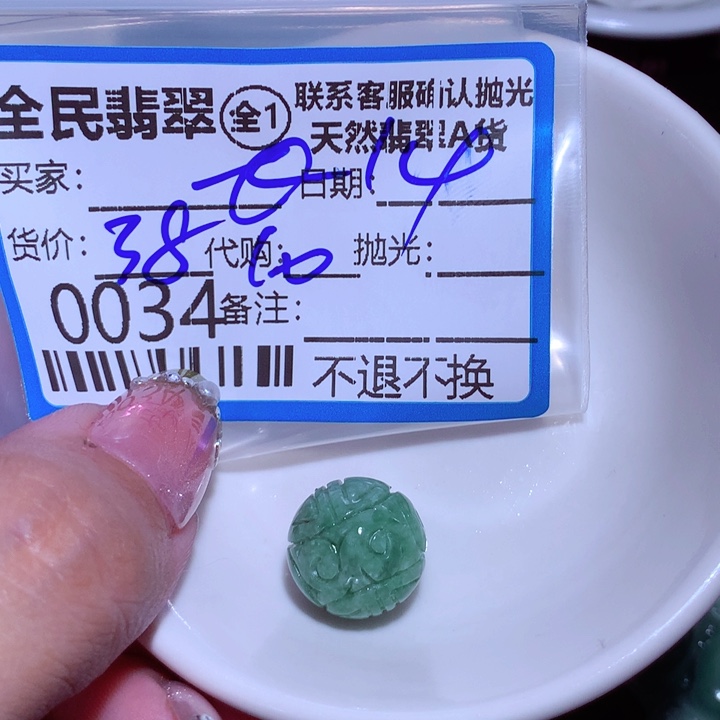 全民翡翠 全1 联系客服确认抛光
天然翡翠A货
买家: 日期:
货价: 38 代购: 抛光:
0034 备注:
不退不换